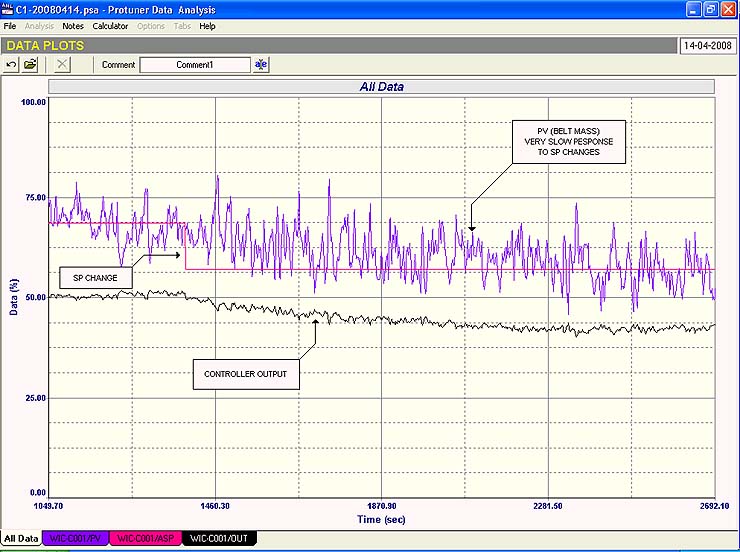 C1-20080414.psa - Protuner Data Analysis
File Analysis Notes Calculator Options Tabs Help
DATA PLOTS 14-04-2008
Comment Comment1
All Data
100.00
PV (BELT MASS)
VERY SLOW RESPONSE
TO SP CHANGES
75.00
SP CHANGE
Data (%)
50.00
CONTROLLER OUTPUT
25.00
0.00
1049.70 1460.30 1870.90 2281.50 2692.10
Time (sec)
All Data WIC-C001/PV WIC-C001/ASP WIC-C001/OUT